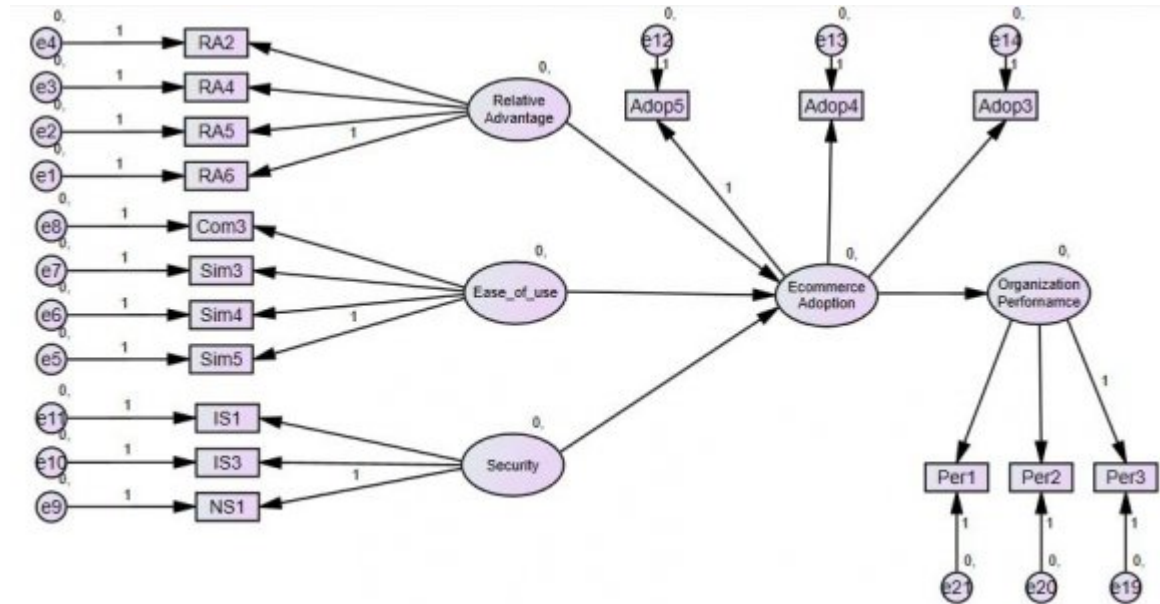 0,
e4
1
RA2
0,
e3
1
RA4
0,
e2
1
RA5
0,
e1
1
RA6
1
0,
Relative
Advantage
0,
e12
1
Adop5
0,
e13
1
Adop4
0,
e14
1
Adop3
1
0,
e8
1
Com3
0,
e7
1
Sim3
0,
e6
1
Sim4
0,
e5
1
Sim5
1
0,
Ease_of_use
0,
Ecommerce
Adoption
0,
Organization
Perfornamce
0,
e11
1
IS1
0,
e10
1
IS3
0,
e9
1
NS1
1
0,
Security
1
Per1
Per2
Per3
1
1
1
0,
e21
0,
e20
0,
e19